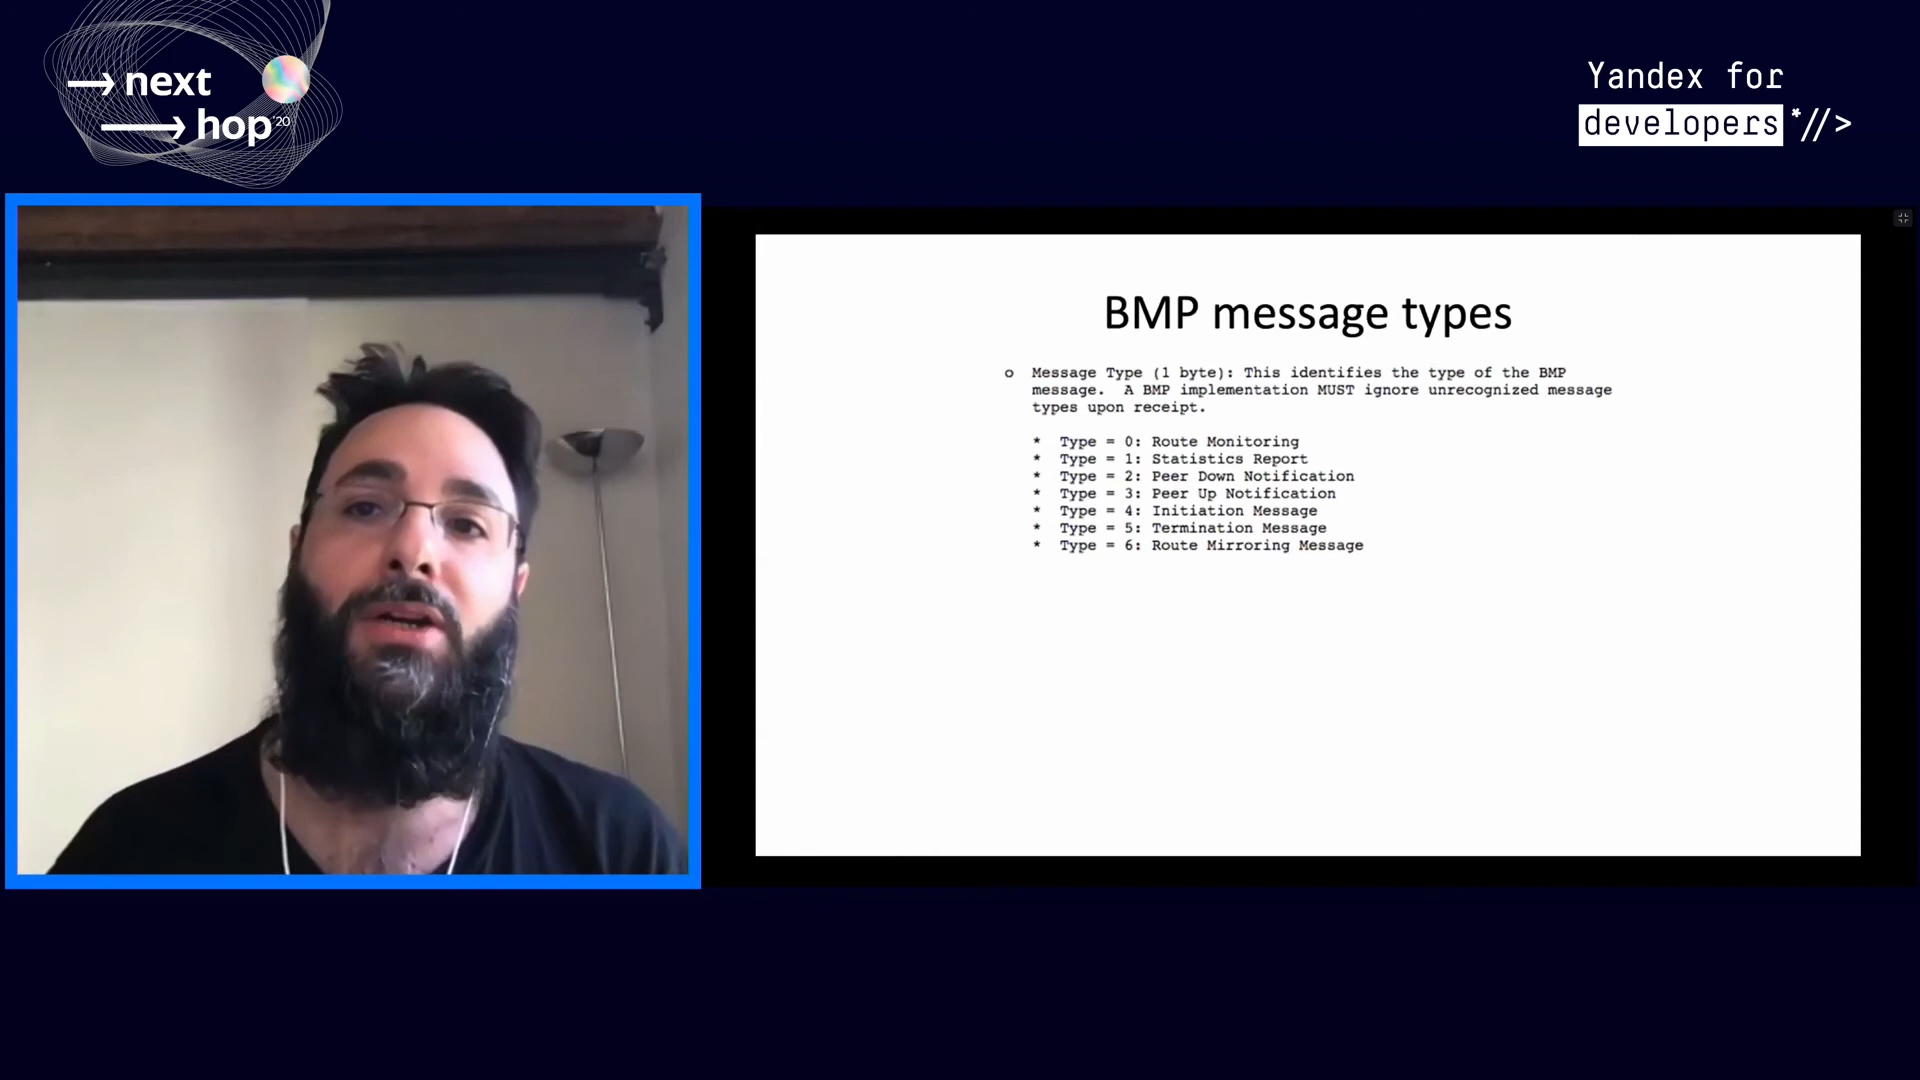 next
hop '20
Yandex for
developers *//>
BMP message types
o Message Type (1 byte): This identifies the type of the BMP
message. A BMP implementation MUST ignore unrecognized message
types upon receipt.
* Type = 0: Route Monitoring
* Type = 1: Statistics Report
* Type = 2: Peer Down Notification
* Type = 3: Peer Up Notification
* Type = 4: Initiation Message
* Type = 5: Termination Message
* Type = 6: Route Mirroring Message